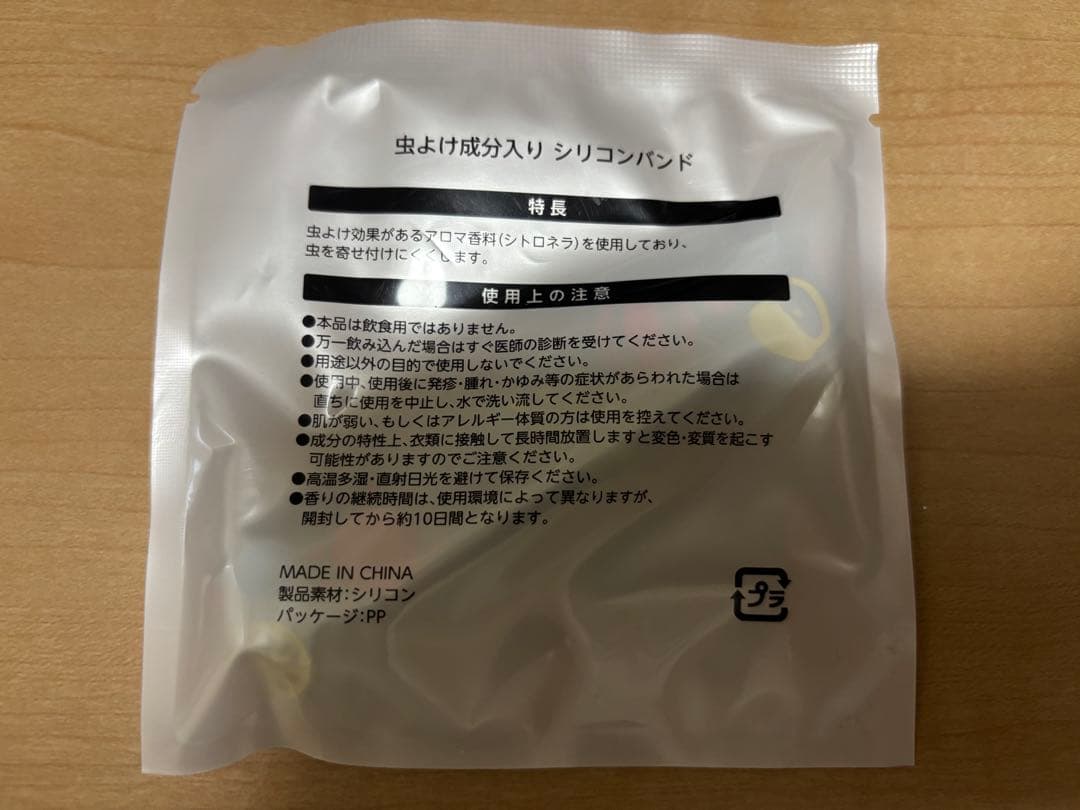 虫よけ成分入り シリコンバンド
特長
虫よけ効果があるアロマ香料(シトロネラ)を使用しており、
虫を寄せ付けにくくします。
使用上の注意
●本品は飲食用ではありません。
●万一飲み込んだ場合はすぐ医師の診断を受けてください。
●用途以外の目的で使用しないでください。
●使用中、使用後に発疹・腫れ・かゆみ等の症状があらわれた場合は
直ちに使用を中止し、水で洗い流してください。
●肌が弱い、もしくはアレルギー体質の方は使用を控えてください。
●成分の特性上、衣類に接触して長時間放置しますと変色・変質を起こす
可能性がありますのでご注意ください。
●高温多湿・直射日光を避けて保存ください。
●香りの継続時間は、使用環境によって異なりますが、
開封してから約10日間となります。
MADE IN CHINA
製品素材:シリコン
パッケージ:PP
プラ